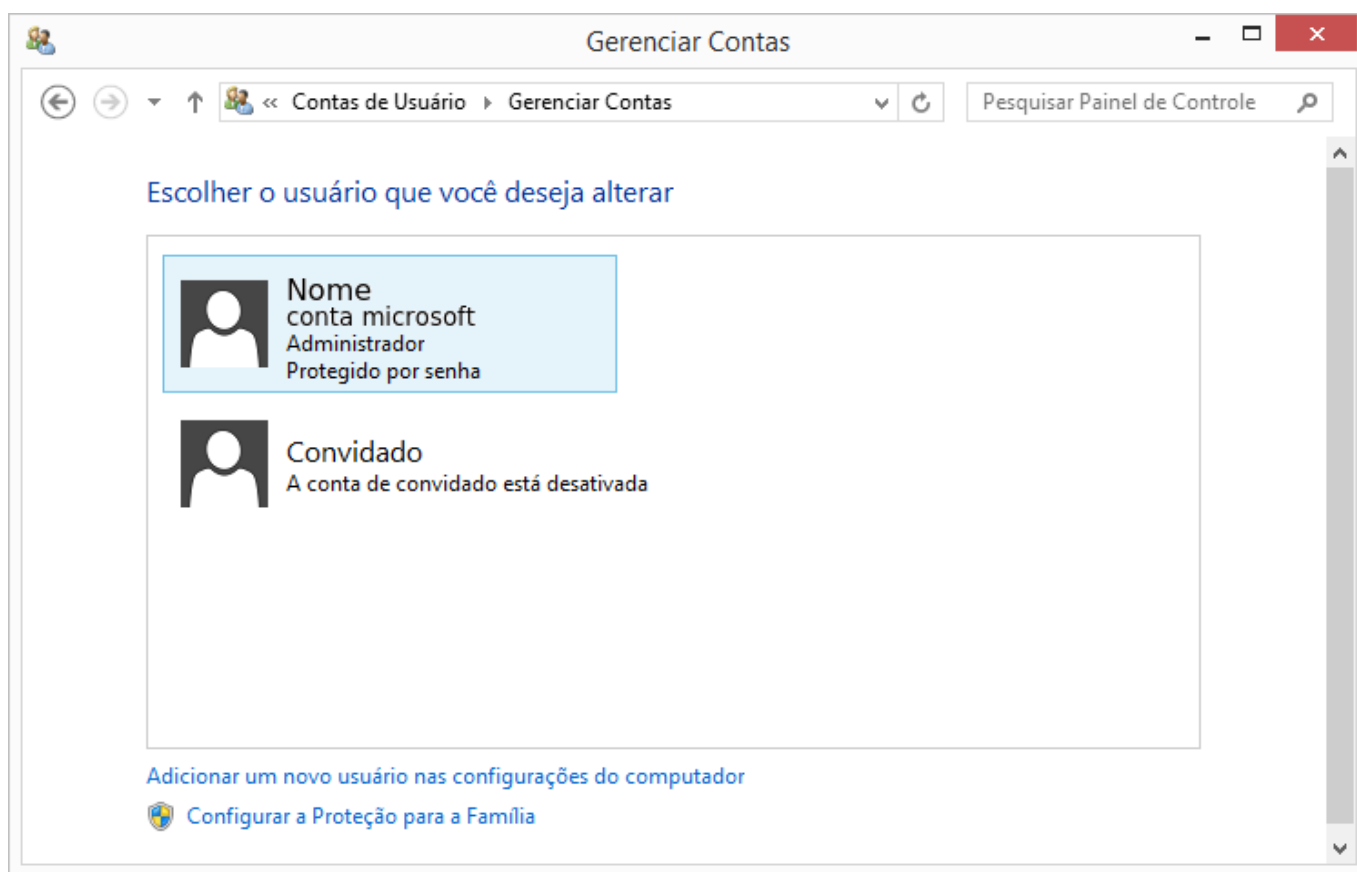 Gerenciar Contas
« Contas de Usuário ▸ Gerenciar Contas
Pesquisar Painel de Controle
Escolher o usuário que você deseja alterar
Nome
conta microsoft
Administrador
Protegido por senha
Convidado
A conta de convidado está desativada
Adicionar um novo usuário nas configurações do computador
Configurar a Proteção para a Família